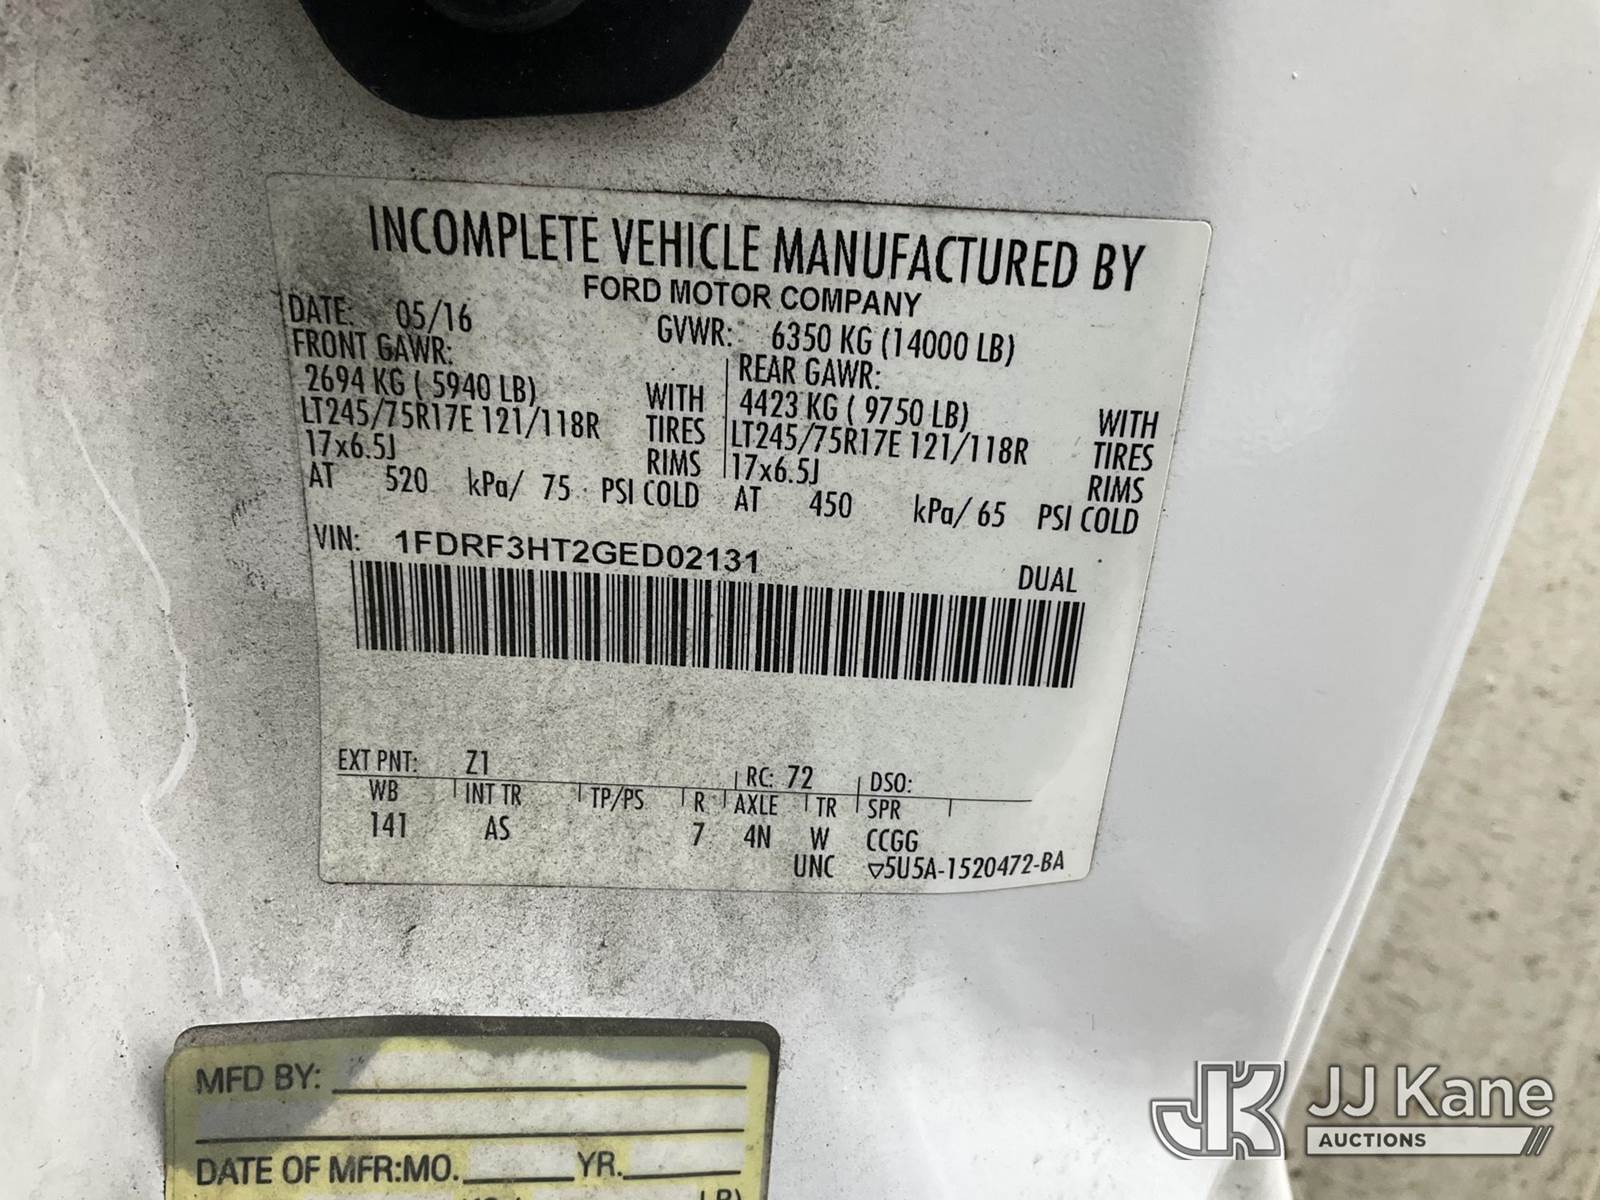 INCOMPLETE VEHICLE MANUFACTURED BY
FORD MOTOR COMPANY
DATE: 05/16 GVWR: 6350 KG (14000 LB)
FRONT GAWR: REAR GAWR:
2694 KG ( 5940 LB) WITH 4423 KG ( 9750 LB) WITH
LT245/75R17E 121/118R TIRES LT245/75R17E 121/118R TIRES
17x6.5J RIMS 17x6.5J RIMS
AT 520 kPa/ 75 PSI COLD AT 450 kPa/ 65 PSI COLD
VIN: 1FDRF3HT2GED02131 DUAL
EXT PNT: Z1 RC: 72 DSO:
WB INT TR TP/PS R AXLE TR SPR
141 AS 7 4N W CCGG
UNC ▽5U5A-1520472-BA
MFD BY:
DATE OF MFR:MO. YR.
JK JJ Kane
AUCTIONS